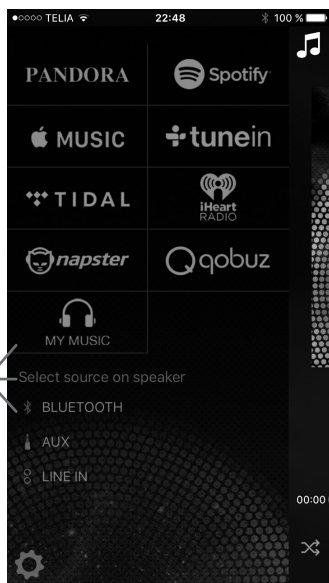 TELIA 22:48 100 %
PANDORA Spotify
MUSIC tunein
TIDAL iHeart RADIO
napster qobuz
MY MUSIC
Select source on speaker
BLUETOOTH
AUX
LINE IN
00:00